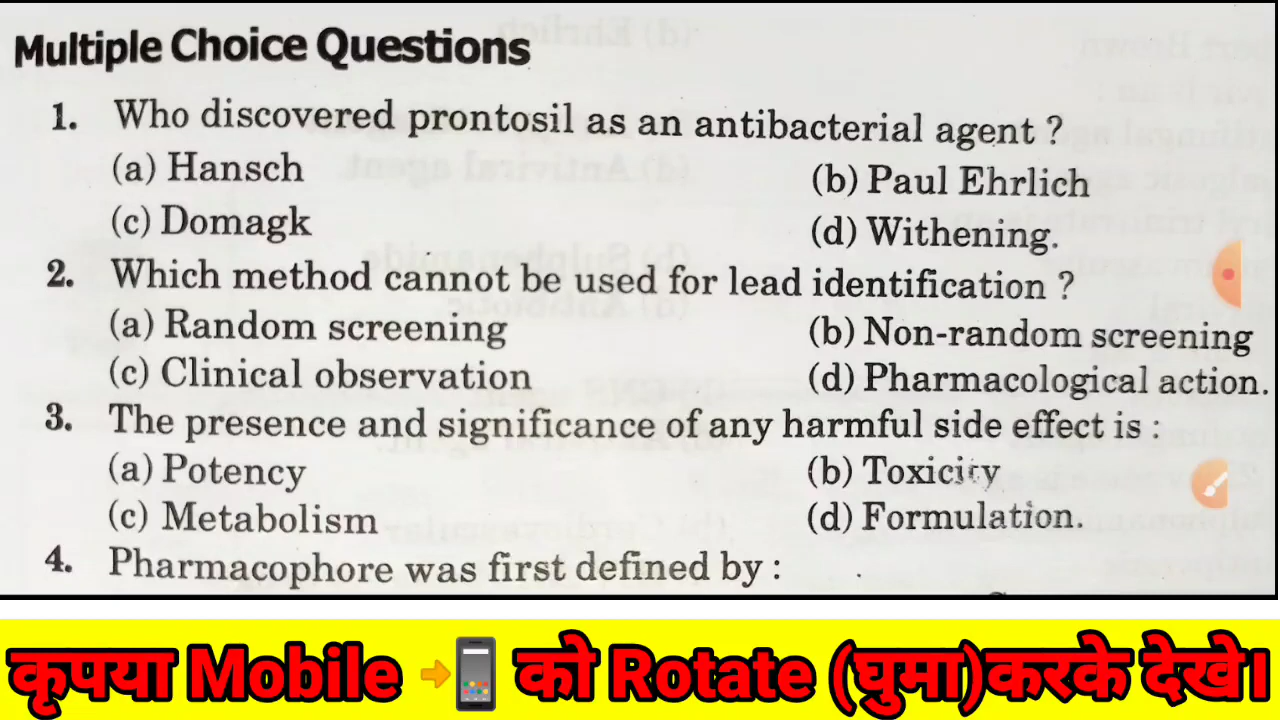 Multiple Choice Questions
1. Who discovered prontosil as an antibacterial agent ?
(a) Hansch (b) Paul Ehrlich
(c) Domagk (d) Withening.
2. Which method cannot be used for lead identification ?
(a) Random screening (b) Non-random screening
(c) Clinical observation (d) Pharmacological action.
3. The presence and significance of any harmful side effect is :
(a) Potency (b) Toxicity
(c) Metabolism (d) Formulation.
4. Pharmacophore was first defined by :
कृपया Mobile को Rotate (घुमा)करके देखे।